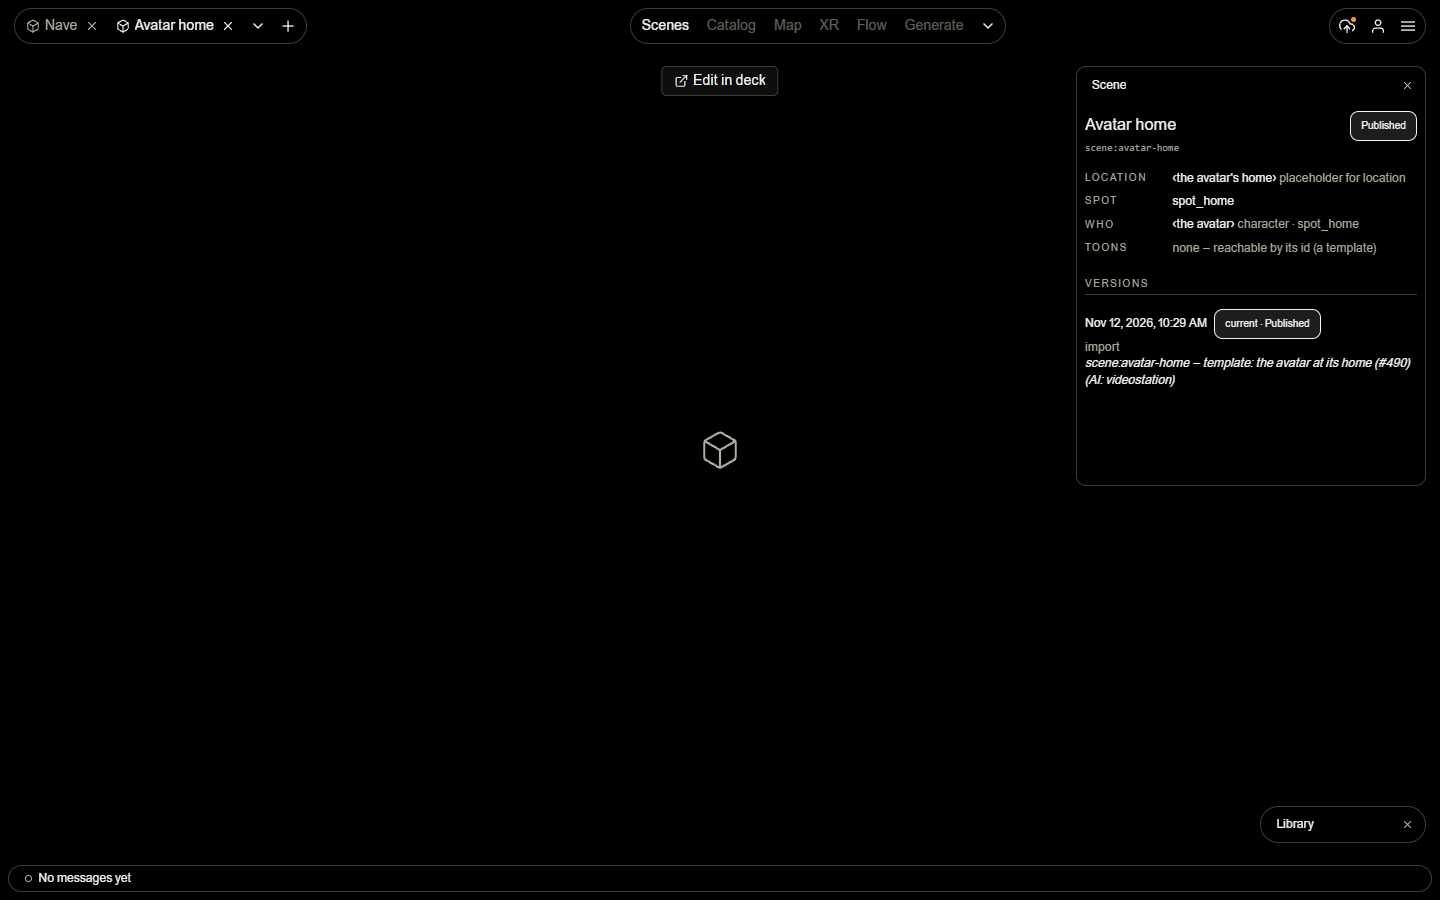 Nave
Avatar home
Scenes Catalog Map XR Flow Generate
Edit in deck
Scene
Avatar home
Published
scene:avatar-home
LOCATION ‹the avatar's home› placeholder for location
SPOT spot_home
WHO ‹the avatar› character · spot_home
TOONS none – reachable by its id (a template)
VERSIONS
Nov 12, 2026, 10:29 AM current · Published
import
scene:avatar-home – template: the avatar at its home (#490)
(AI: videostation)
Library
No messages yet